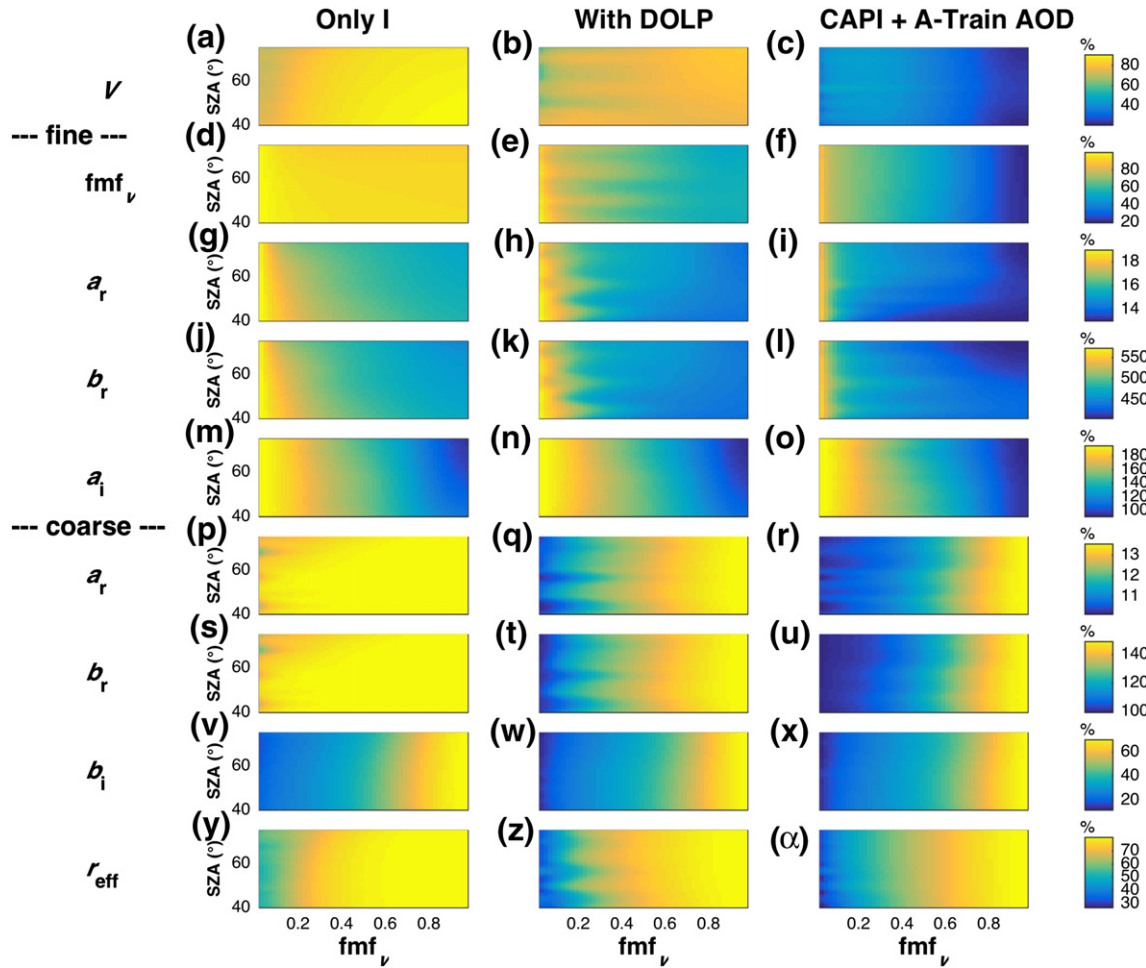 Only I With DOLP CAPI + A-Train AOD
(a) (b) (c) %
V SZA (°) 60 40 80 60 40 20
--- fine ---
(d) (e) (f) %
fmfν SZA (°) 60 40 80 60 40 20
(g) (h) (i) %
ar SZA (°) 60 40 18 16 14
(j) (k) (l) %
br SZA (°) 60 40 550 500 450
(m) (n) (o) %
ai SZA (°) 60 40 180 160 140 120 100
--- coarse ---
(p) (q) (r) %
ar SZA (°) 60 40 13 12 11
(s) (t) (u) %
br SZA (°) 60 40 140 120 100
(v) (w) (x) %
bi SZA (°) 60 40 60 40 20
(y) (z) (α) %
reff SZA (°) 60 40 70 60 50 40 30
0.2 0.4 0.6 0.8 0.2 0.4 0.6 0.8 0.2 0.4 0.6 0.8
fmfν fmfν fmfν